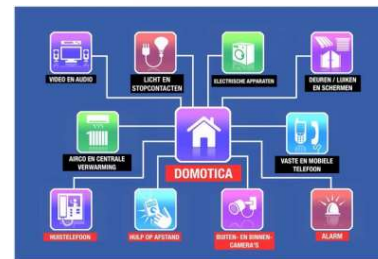 VIDEO EN AUDIO
LICHT EN
STOPCONTACTEN
ELECTRISCHE APPARATEN
DEUREN / LUIKEN
EN SCHERMEN
AIRCO EN CENTRALE
VERWARMING
DOMOTICA
VASTE EN MOBIELE
TELEFOON
HUISTELEFOON
HULP OP AFSTAND
BUITEN- EN BINNEN-
CAMERA'S
ALARM